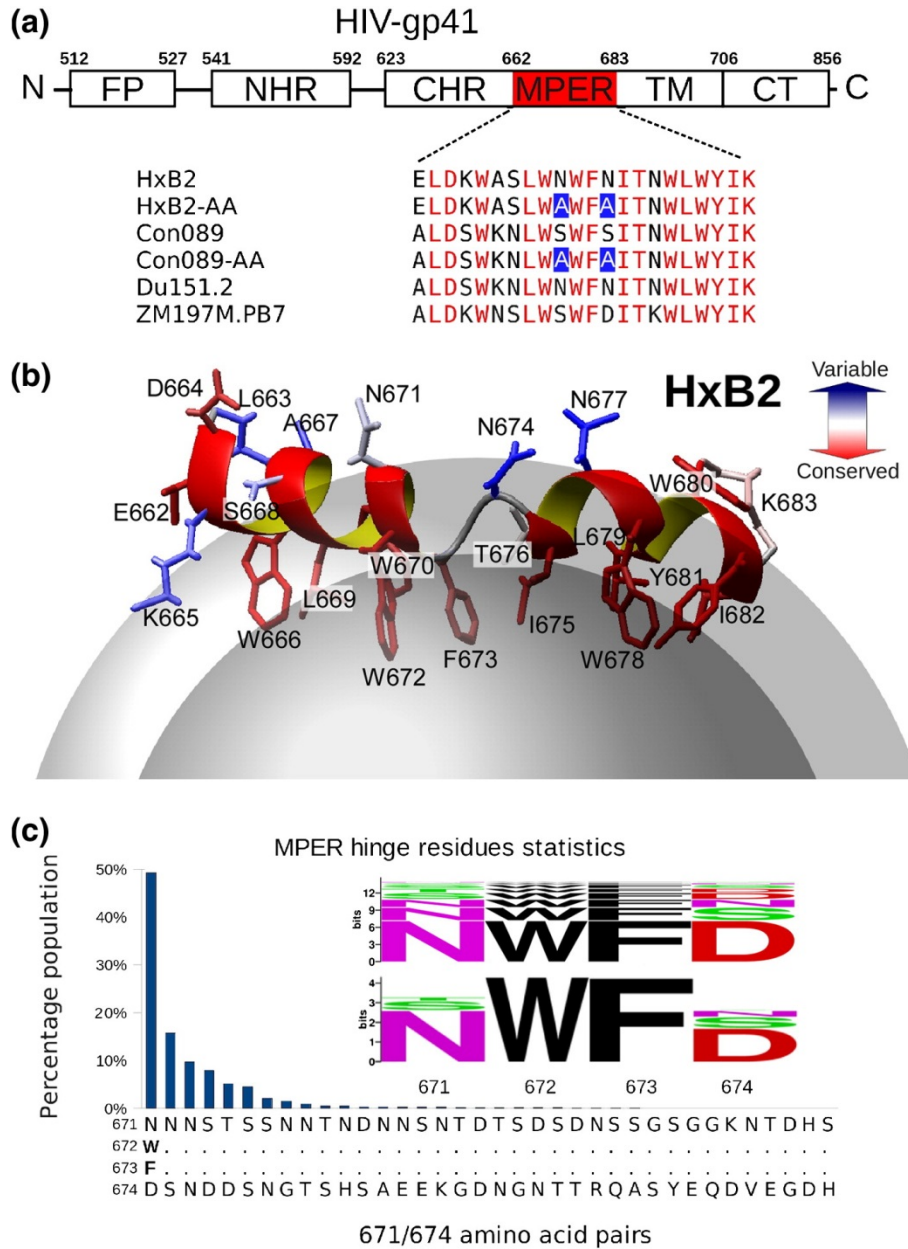 (a)
HIV-gp41
512 527 541 592 623 662 683 706 856
N FP NHR CHR MPER TM CT C
HxB2 ELDKWASLWNWFNITNWLWYIK
HxB2-AA ELDKWASLWAWFAITNWLWYIK
Con089 ALDSWKNLWSWFSITNWLWYIK
Con089-AA ALDSWKNLWAWFAITNWLWYIK
Du151.2 ALDSWKNLWNWFNITNWLWYIK
ZM197M.PB7 ALDSWNSLWSWFDITKWLWYIK
(b)
HxB2
Variable
Conserved
D664
L663
A667
N671
N674
N677
W680
K683
E662
S668
K665
W666
L669
W670
W672
F673
T676
I675
L679
Y681
W678
I682
(c)
MPER hinge residues statistics
Percentage population
50%
40%
30%
20%
10%
0%
bits
12
9
6
3
0
N W F D
bits
4
3
2
1
0
S S
N W F D
671 672 673 674
671 N N N S T S S N N T N D N N S N T D T S D S D N S S G S G G K N T D H S
672 W . . . . . . . . . . . . . . . . . . . . . . . . . . . . . . . . . . .
673 F . . . . . . . . . . . . . . . . . . . . . . . . . . . . . . . . . . .
674 D S N D D S N G T S H S A E E K G D N G N T T R Q A S Y E Q D V E G D H
671/674 amino acid pairs